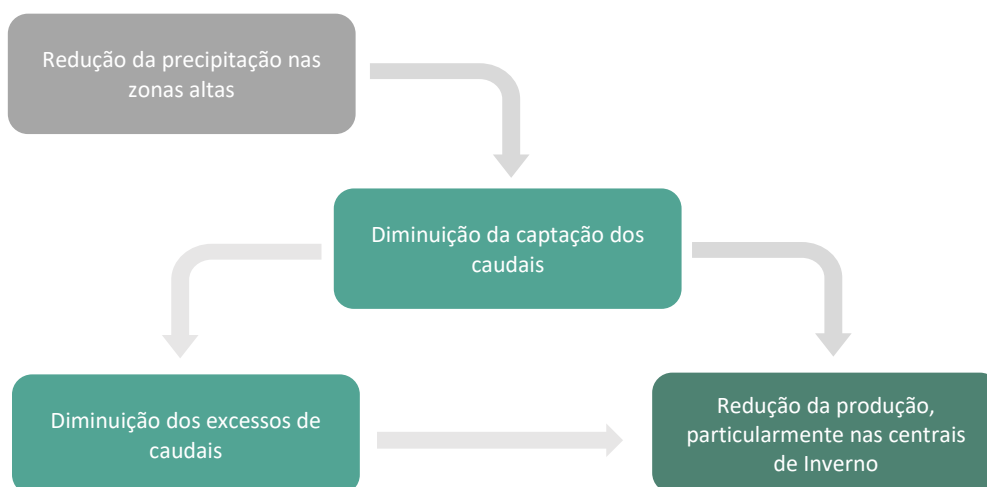 Redução da precipitação nas
zonas altas
Diminuição da captação dos
caudais
Diminuição dos excessos de
caudais
Redução da produção,
particularmente nas centrais
de Inverno